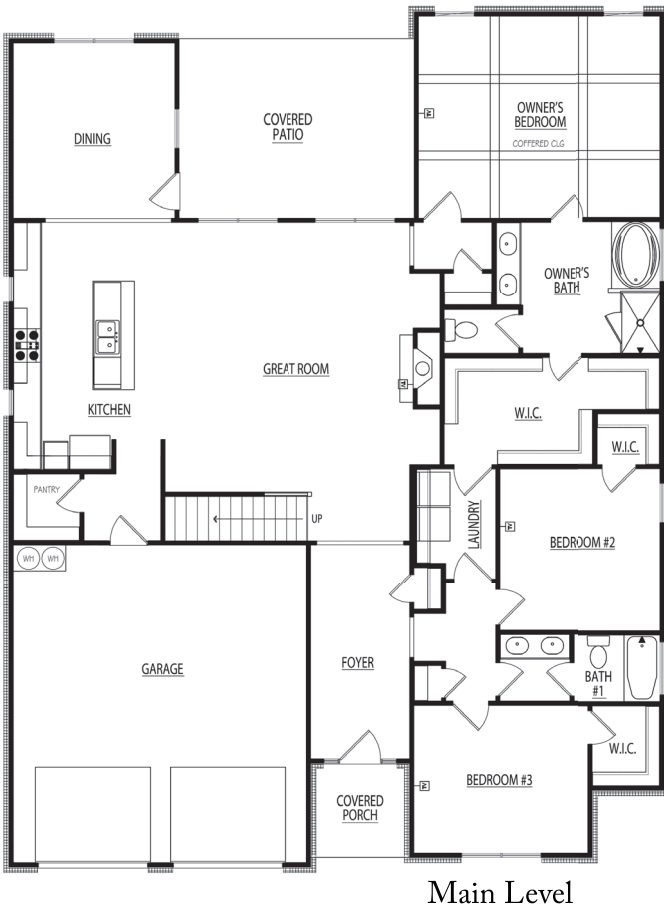 OWNER'S
BEDROOM
COFFERED CLG
COVERED
PATIO
DINING
OWNER'S
BATH
GREAT ROOM
KITCHEN
W.I.C.
W.I.C.
PANTRY
UP
LAUNDRY
BEDROOM #2
WH
WH
GARAGE
FOYER
BATH
#1
W.I.C.
BEDROOM #3
COVERED
PORCH
Main Level